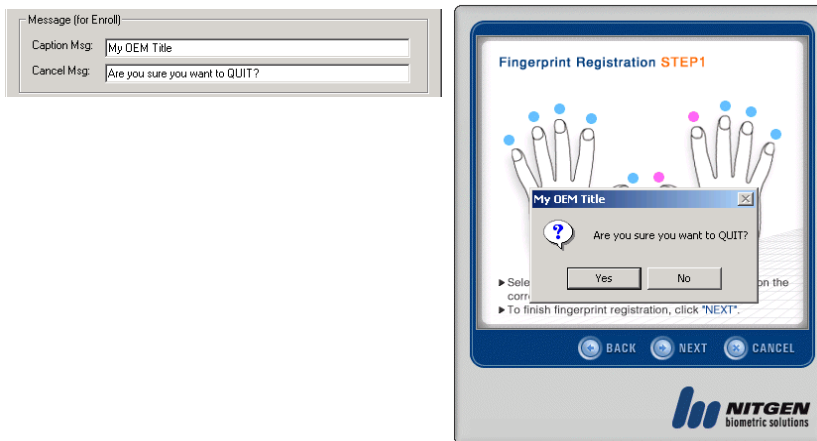 Message (for Enroll)
Caption Msg: My OEM Title
Cancel Msg: Are you sure you want to QUIT?
Fingerprint Registration STEP1
My OEM Title
Are you sure you want to QUIT?
Yes No
on the
To finish fingerprint registration, click "NEXT".
BACK NEXT CANCEL
NITGEN
biometric solutions